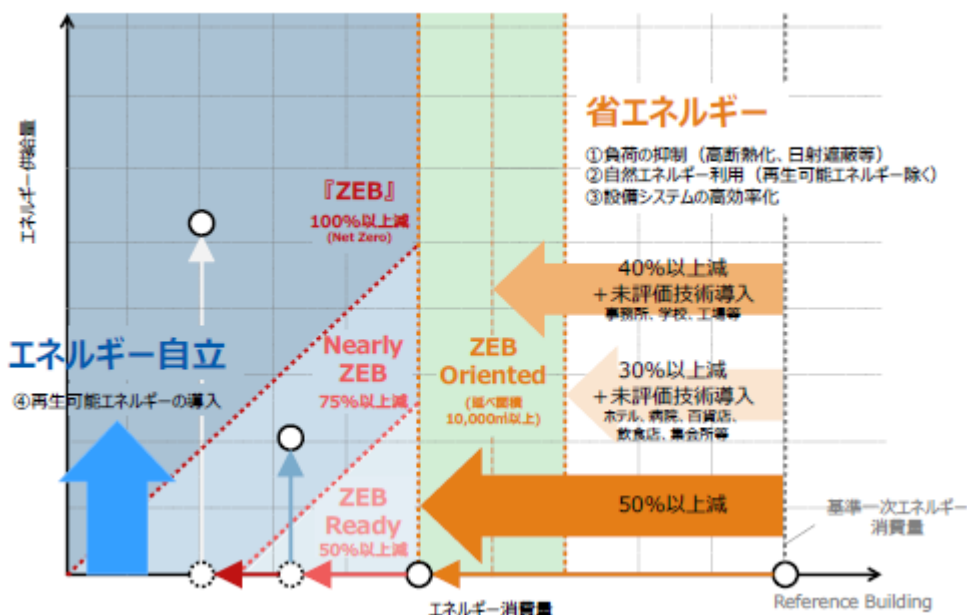 エネルギー供給量
省エネルギー
①負荷の抑制（高断熱化、日射遮蔽等）
②自然エネルギー利用（再生可能エネルギー除く）
③設備システムの高効率化
『ZEB』
100%以上減
(Net Zero)
40%以上減
＋未評価技術導入
事務所、学校、工場等
エネルギー自立
④再生可能エネルギーの導入
Nearly
ZEB
75%以上減
ZEB
Oriented
(延べ面積
10,000㎡以上)
30%以上減
＋未評価技術導入
ホテル、病院、百貨店、
飲食店、集会所等
ZEB
Ready
50%以上減
50%以上減
基準一次エネルギー
消費量
エネルギー消費量
Reference Building